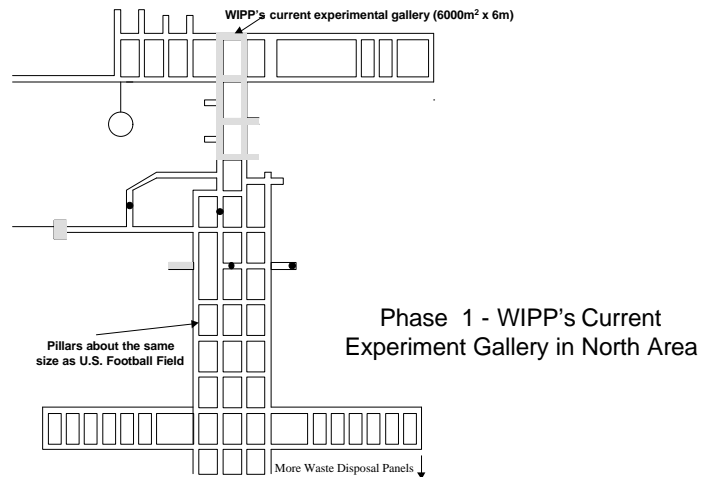 WIPP's current experimental gallery (6000m² x 6m)
Phase 1 - WIPP's Current
Experiment Gallery in North Area
Pillars about the same
size as U.S. Football Field
More Waste Disposal Panels